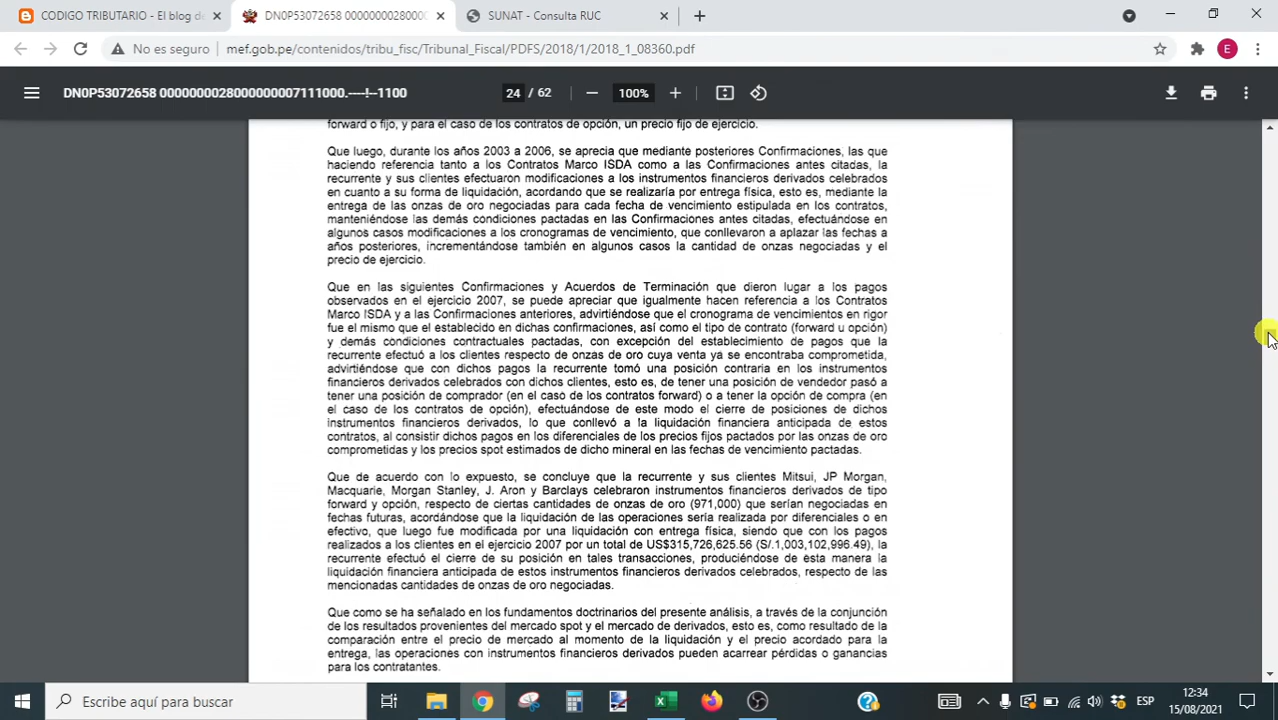 CODIGO TRIBUTARIO - El blog de
DN0P53072658 00000000028000
SUNAT - Consulta RUC
No es seguro
mef.gob.pe/contenidos/tribu_fisc/Tribunal_Fiscal/PDFS/2018/1/2018_1_08360.pdf
E
DN0P53072658 0000000028000000007111000.----!--1100
24 / 62
100%
forward o fijo, y para el caso de los contratos de opción, un precio fijo de ejercicio.
Que luego, durante los años 2003 a 2006, se aprecia que mediante posteriores Confirmaciones, las que
haciendo referencia tanto a los Contratos Marco ISDA como a las Confirmaciones antes citadas, la
recurrente y sus clientes efectuaron modificaciones a los instrumentos financieros derivados celebrados
en cuanto a su forma de liquidación, acordando que se realizaría por entrega física, esto es, mediante la
entrega de las onzas de oro negociadas para cada fecha de vencimiento estipulada en los contratos,
manteniéndose las demás condiciones pactadas en las Confirmaciones antes citadas, efectuándose en
algunos casos modificaciones a los cronogramas de vencimiento, que conllevaron a aplazar las fechas a
años posteriores, incrementándose también en algunos casos la cantidad de onzas negociadas y el
precio de ejercicio.
Que en las siguientes Confirmaciones y Acuerdos de Terminación que dieron lugar a los pagos
observados en el ejercicio 2007, se puede apreciar que igualmente hacen referencia a los Contratos
Marco ISDA y a las Confirmaciones anteriores, advirtiéndose que el cronograma de vencimientos en rigor
fue el mismo que el establecido en dichas confirmaciones, así como el tipo de contrato (forward u opción)
y demás condiciones contractuales pactadas, con excepción del establecimiento de pagos que la
recurrente efectuó a los clientes respecto de onzas de oro cuya venta ya se encontraba comprometida,
advirtiéndose que con dichos pagos la recurrente tomó una posición contraria en los instrumentos
financieros derivados celebrados con dichos clientes, esto es, de tener una posición de vendedor pasó a
tener una posición de comprador (en el caso de los contratos forward) o a tener la opción de compra (en
el caso de los contratos de opción), efectuándose de este modo el cierre de posiciones de dichos
instrumentos financieros derivados, lo que conllevó a la liquidación financiera anticipada de estos
contratos, al consistir dichos pagos en los diferenciales de los precios fijos pactados por las onzas de oro
comprometidas y los precios spot estimados de dicho mineral en las fechas de vencimiento pactadas.
Que de acuerdo con lo expuesto, se concluye que la recurrente y sus clientes Mitsui, JP Morgan,
Macquarie, Morgan Stanley, J. Aron y Barclays celebraron instrumentos financieros derivados de tipo
forward y opción, respecto de ciertas cantidades de onzas de oro (971,000) que serían negociadas en
fechas futuras, acordándose que la liquidación de las operaciones sería realizada por diferenciales o en
efectivo, que luego fue modificada por una liquidación con entrega física, siendo que con los pagos
realizados a los clientes en el ejercicio 2007 por un total de US$315,726,625.56 (S/.1,003,102,996.49), la
recurrente efectuó el cierre de su posición en tales transacciones, produciéndose de esta manera la
liquidación financiera anticipada de estos instrumentos financieros derivados celebrados, respecto de las
mencionadas cantidades de onzas de oro negociadas.
Que como se ha señalado en los fundamentos doctrinarios del presente análisis, a través de la conjunción
de los resultados provenientes del mercado spot y el mercado de derivados, esto es, como resultado de la
comparación entre el precio de mercado al momento de la liquidación y el precio acordado para la
entrega, las operaciones con instrumentos financieros derivados pueden acarrear pérdidas o ganancias
para los contratantes.
Escribe aquí para buscar
ESP
12:34
15/08/2021